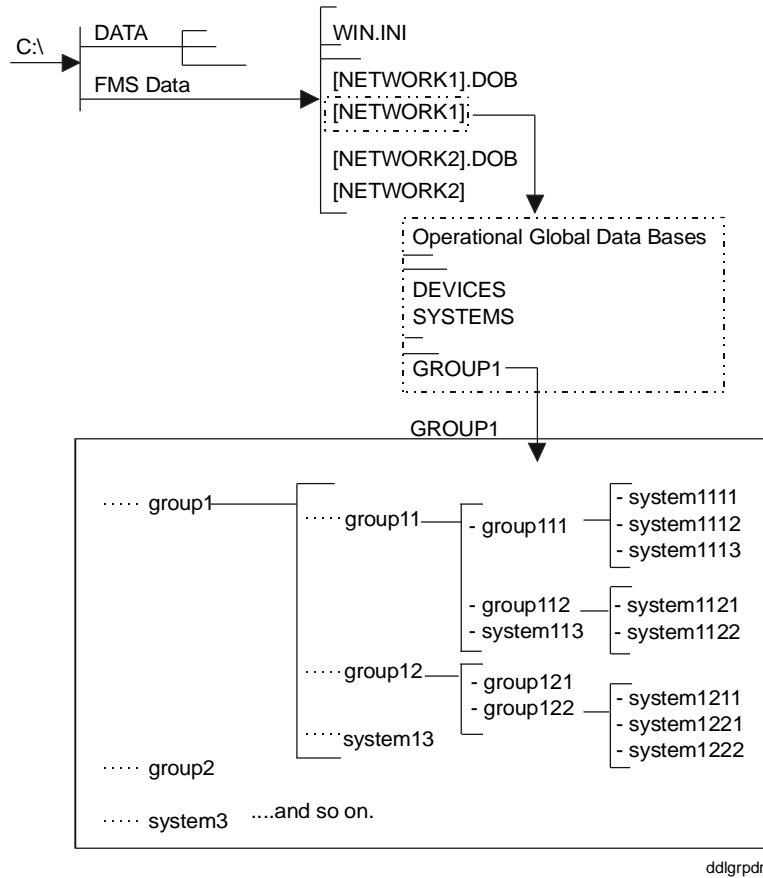 DATA
C:\
FMS Data
WIN.INI
[NETWORK1].DOB
[NETWORK1]
[NETWORK2].DOB
[NETWORK2]
Operational Global Data Bases
DEVICES
SYSTEMS
GROUP1
GROUP1
..... group1
..... group11
- group111
- system1111
- system1112
- system1113
- group112
- system113
- system1121
- system1122
..... group12
- group121
- group122
- system1211
- system1221
- system1222
..... system13
..... group2
..... system3 ....and so on.
ddlgrpdr